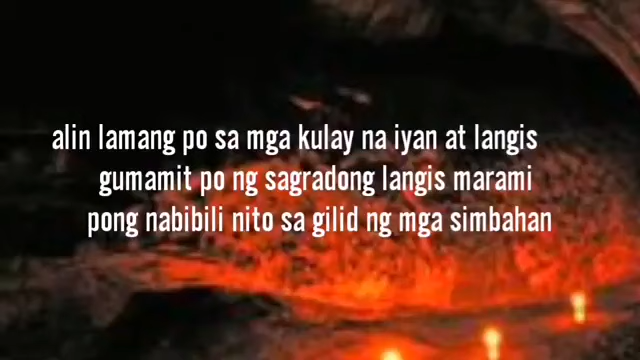 alin lamang po sa mga kulay na iyan at langis
gumamit po ng sagradong langis marami
pong nabibili nito sa gilid ng mga simbahan